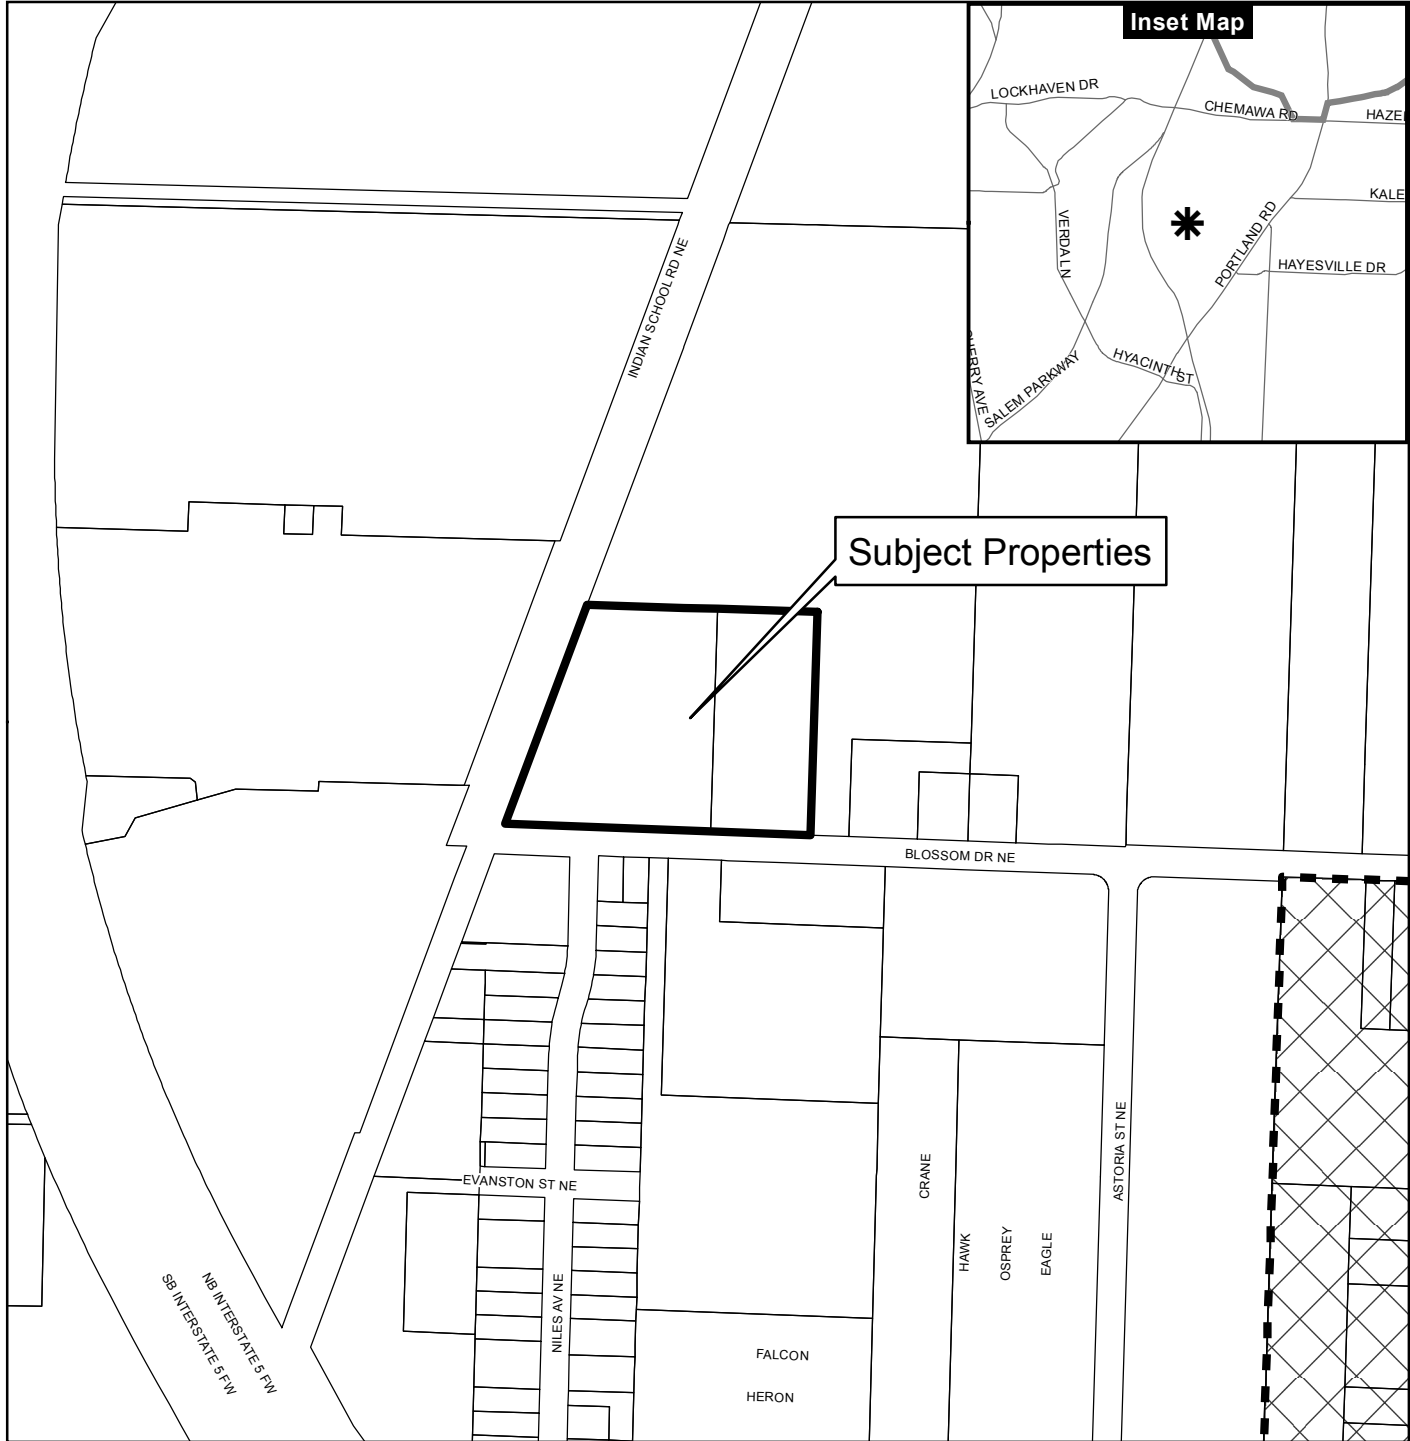 Inset Map
LOCKHAVEN DR
CHEMAWA RD
HAZE
KALE
VERDA LN
PORTLAND RD
HAYESVILLE DR
HYACINTH ST
SALEM PARKWAY
CHERRY AVE
INDIAN SCHOOL RD NE
Subject Properties
BLOSSOM DR NE
ASTORIA ST NE
CRANE
EVANSTON ST NE
HAWK
OSPREY
EAGLE
NILES AV NE
NB INTERSTATE 5 FW
SB INTERSTATE 5 FW
FALCON
HERON